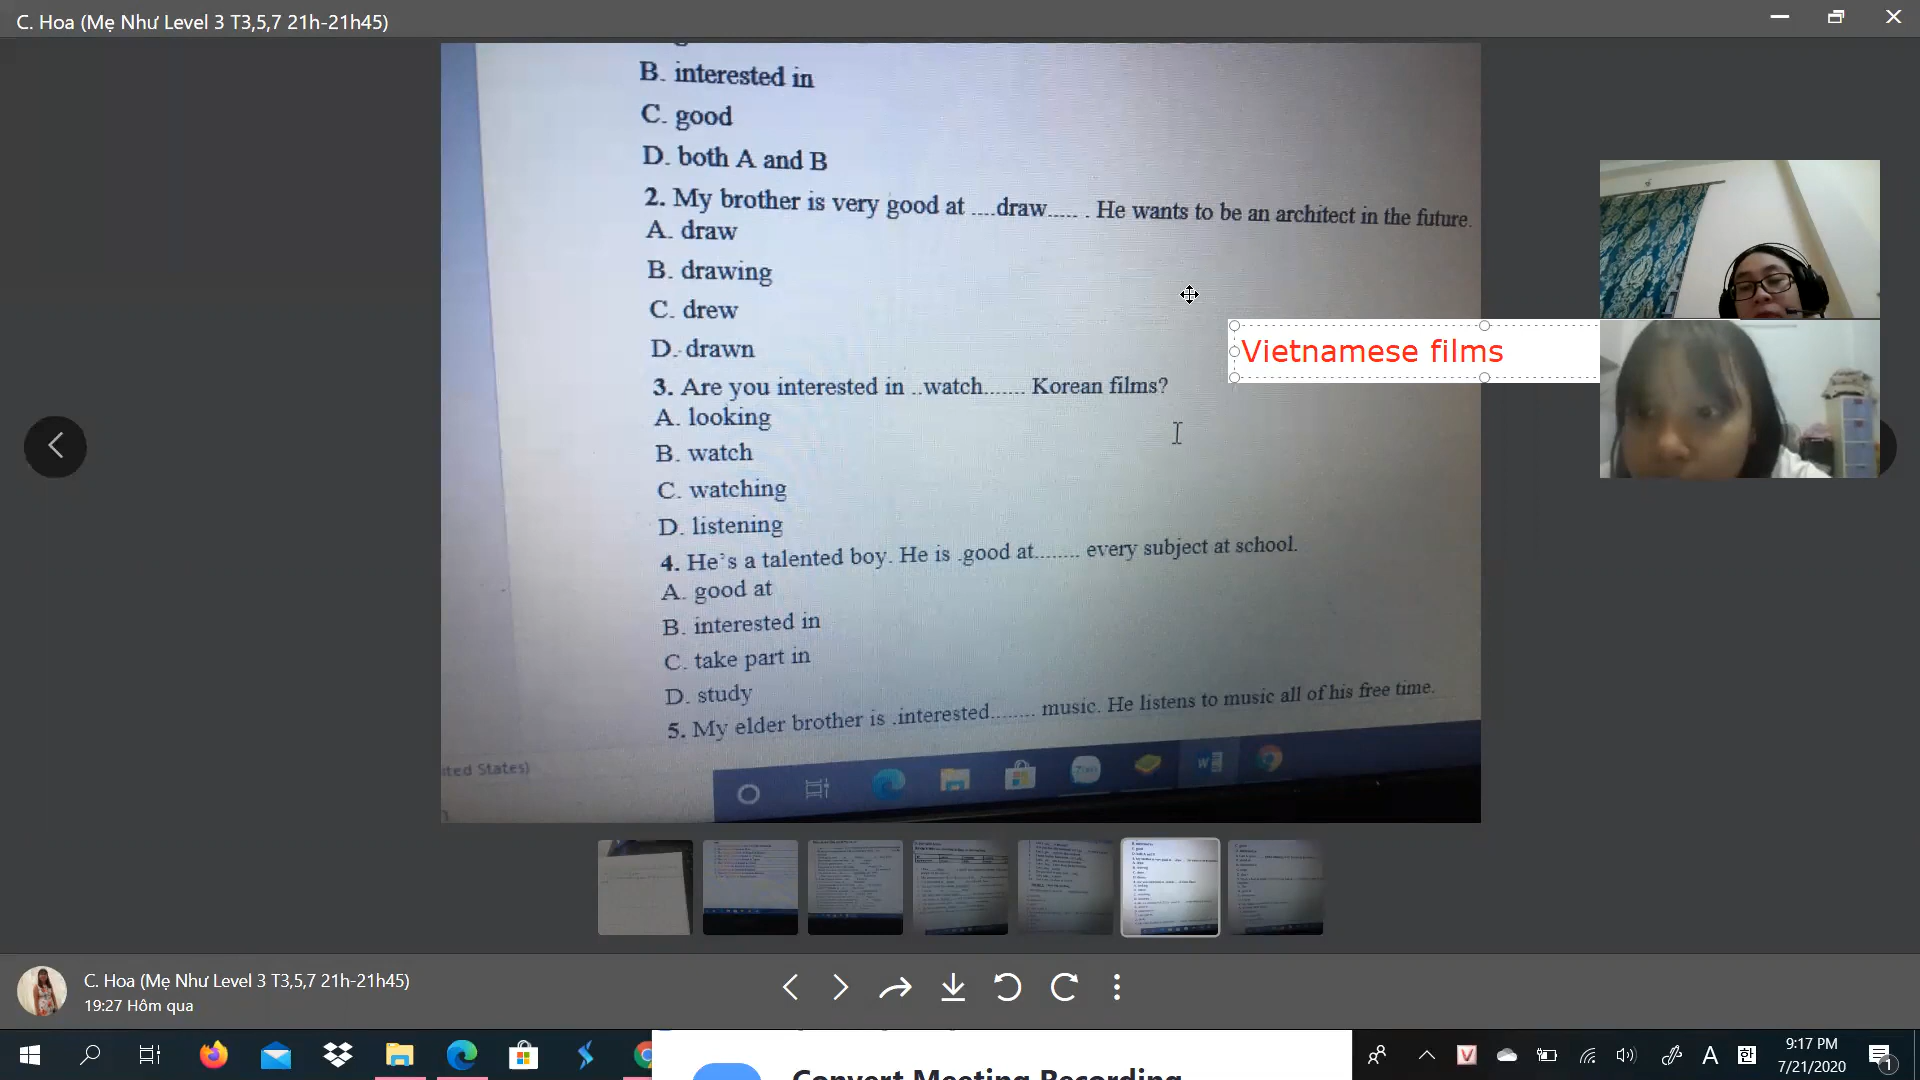 C. Hoa (Mẹ Như Level 3 T3,5,7 21h-21h45)
B. interested in
C. good
D. both A and B
2. My brother is very good at ....draw..... . He wants to be an architect in the future.
A. draw
B. drawing
C. drew
D. drawn
Vietnamese films
3. Are you interested in ..watch....... Korean films?
A. looking
B. watch
C. watching
D. listening
4. He's a talented boy. He is .good at........ every subject at school.
A. good at
B. interested in
C. take part in
D. study
5. My elder brother is .interested........ music. He listens to music all of his free time.
ited States)
C. Hoa (Mẹ Như Level 3 T3,5,7 21h-21h45)
19:27 Hôm qua
Convert Meeting Recording
A 한 9:17 PM
7/21/2020
1